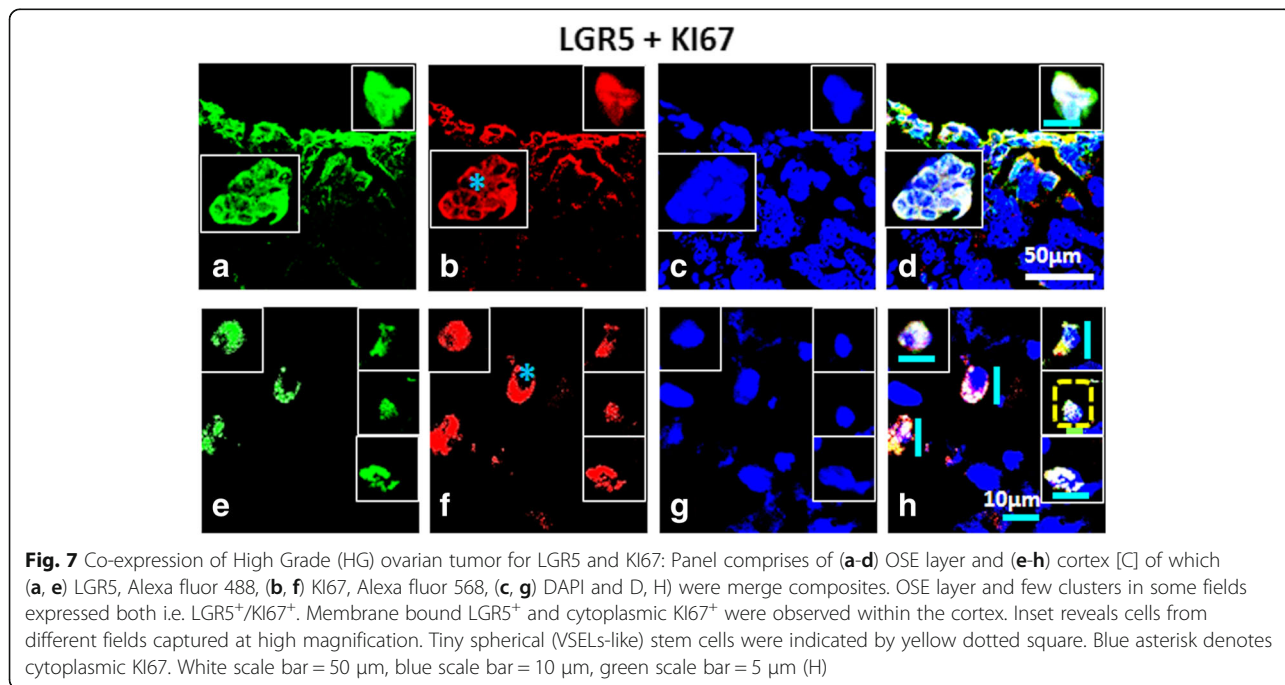 LGR5 + KI67
a
*
b
c
d
50μm
e
*
f
g
h
10μm
Fig. 7 Co-expression of High Grade (HG) ovarian tumor for LGR5 and KI67: Panel comprises of (a-d) OSE layer and (e-h) cortex [C] of which
(a, e) LGR5, Alexa fluor 488, (b, f) KI67, Alexa fluor 568, (c, g) DAPI and D, H) were merge composites. OSE layer and few clusters in some fields
expressed both i.e. LGR5⁺/KI67⁺. Membrane bound LGR5⁺ and cytoplasmic KI67⁺ were observed within the cortex. Inset reveals cells from
different fields captured at high magnification. Tiny spherical (VSELs-like) stem cells were indicated by yellow dotted square. Blue asterisk denotes
cytoplasmic KI67. White scale bar = 50 μm, blue scale bar = 10 μm, green scale bar = 5 μm (H)